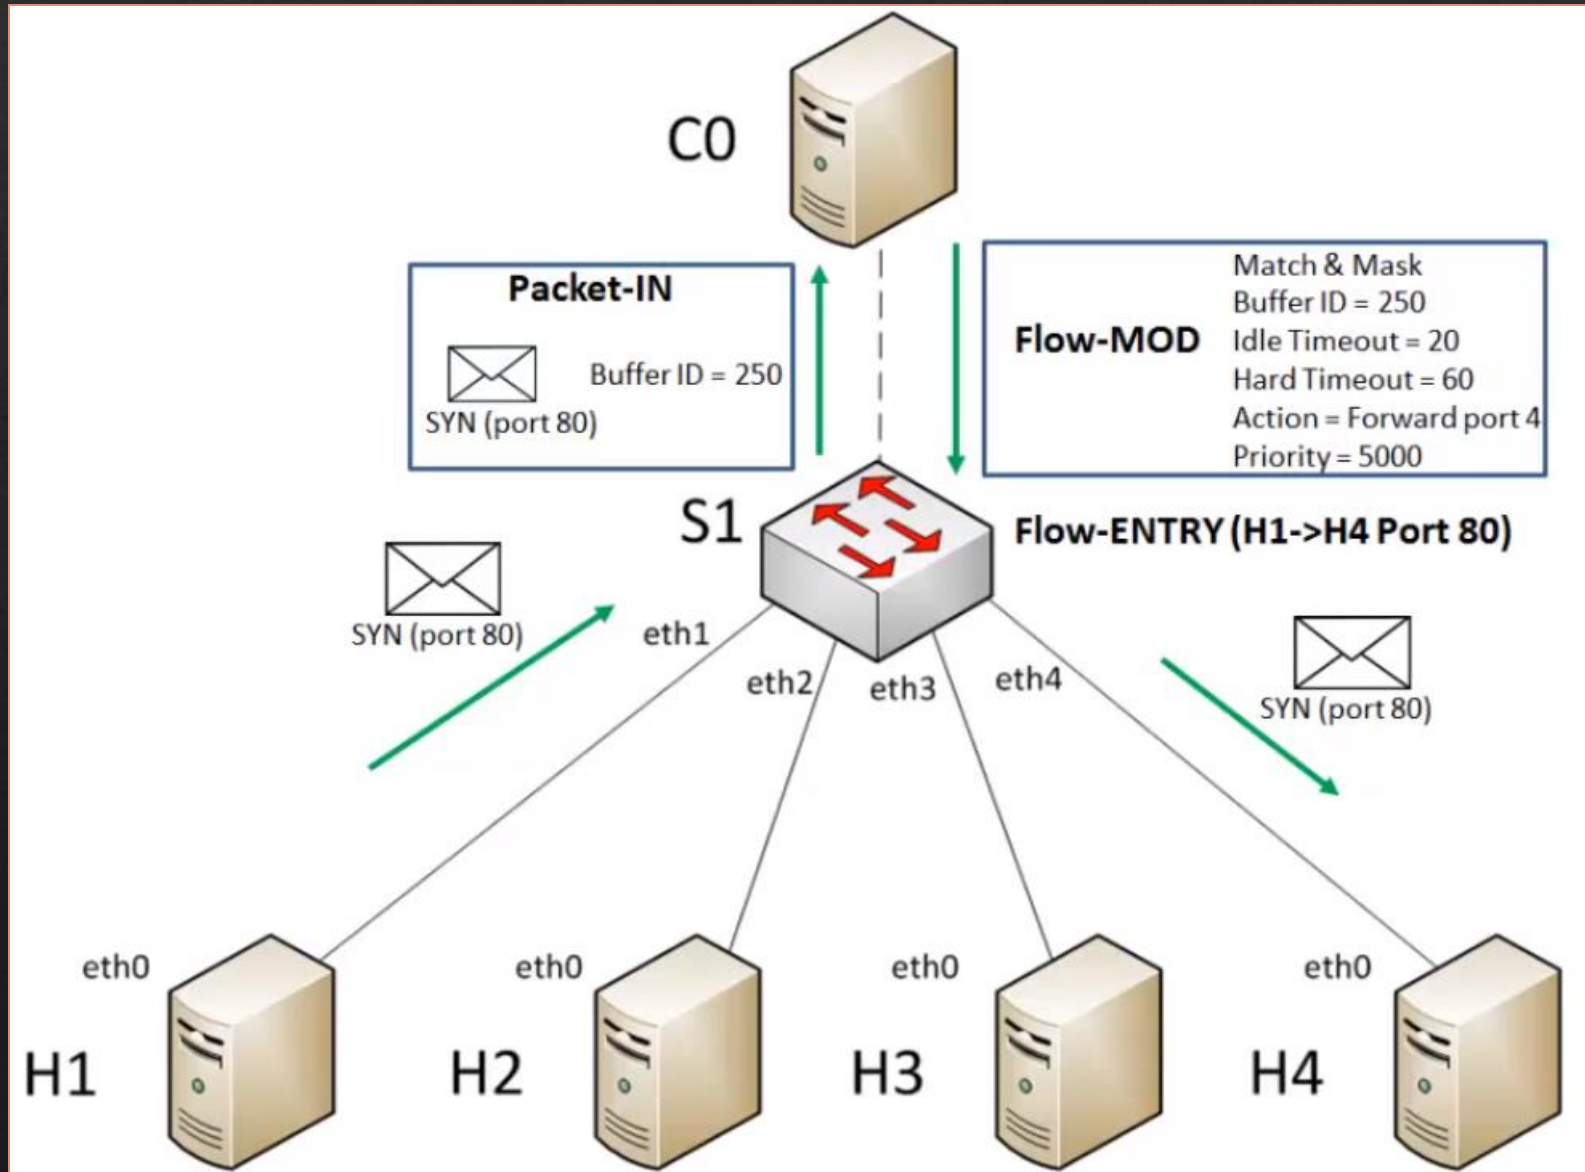 C0
Packet-IN
Buffer ID = 250
SYN (port 80)
Flow-MOD
Match & Mask
Buffer ID = 250
Idle Timeout = 20
Hard Timeout = 60
Action = Forward port 4
Priority = 5000
S1
Flow-ENTRY (H1->H4 Port 80)
SYN (port 80)
eth1
eth2
eth3
eth4
SYN (port 80)
eth0
eth0
eth0
eth0
H1
H2
H3
H4